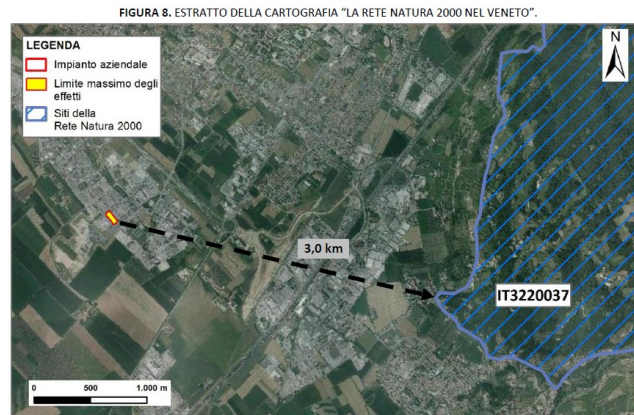 FIGURA 8. ESTRATTO DELLA CARTOGRAFIA “LA RETE NATURA 2000 NEL VENETO”.
LEGENDA
Impianto aziendale
Limite massimo degli
effetti
Siti della
Rete Natura 2000
N
3,0 km
IT3220037
0 500 1.000 m